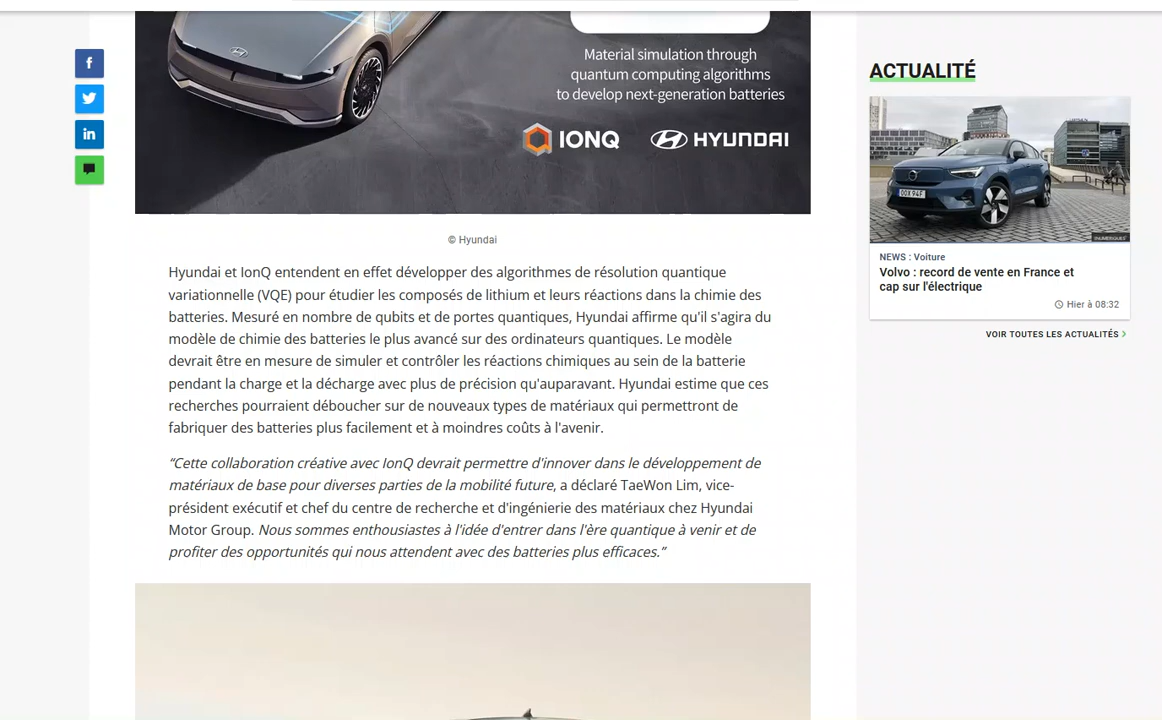 Material simulation through
quantum computing algorithms
to develop next-generation batteries
IONQ HYUNDAI
© Hyundai
Hyundai et IonQ entendent en effet développer des algorithmes de résolution quantique
variationnelle (VQE) pour étudier les composés de lithium et leurs réactions dans la chimie des
batteries. Mesuré en nombre de qubits et de portes quantiques, Hyundai affirme qu'il s'agira du
modèle de chimie des batteries le plus avancé sur des ordinateurs quantiques. Le modèle
devrait être en mesure de simuler et contrôler les réactions chimiques au sein de la batterie
pendant la charge et la décharge avec plus de précision qu'auparavant. Hyundai estime que ces
recherches pourraient déboucher sur de nouveaux types de matériaux qui permettront de
fabriquer des batteries plus facilement et à moindres coûts à l'avenir.
“Cette collaboration créative avec IonQ devrait permettre d'innover dans le développement de
matériaux de base pour diverses parties de la mobilité future, a déclaré TaeWon Lim, vice-
président exécutif et chef du centre de recherche et d'ingénierie des matériaux chez Hyundai
Motor Group. Nous sommes enthousiastes à l'idée d'entrer dans l'ère quantique à venir et de
profiter des opportunités qui nous attendent avec des batteries plus efficaces.”
f
in
ACTUALITÉ
NEWS : Voiture
Volvo : record de vente en France et
cap sur l'électrique
Hier à 08:32
VOIR TOUTES LES ACTUALITÉS >